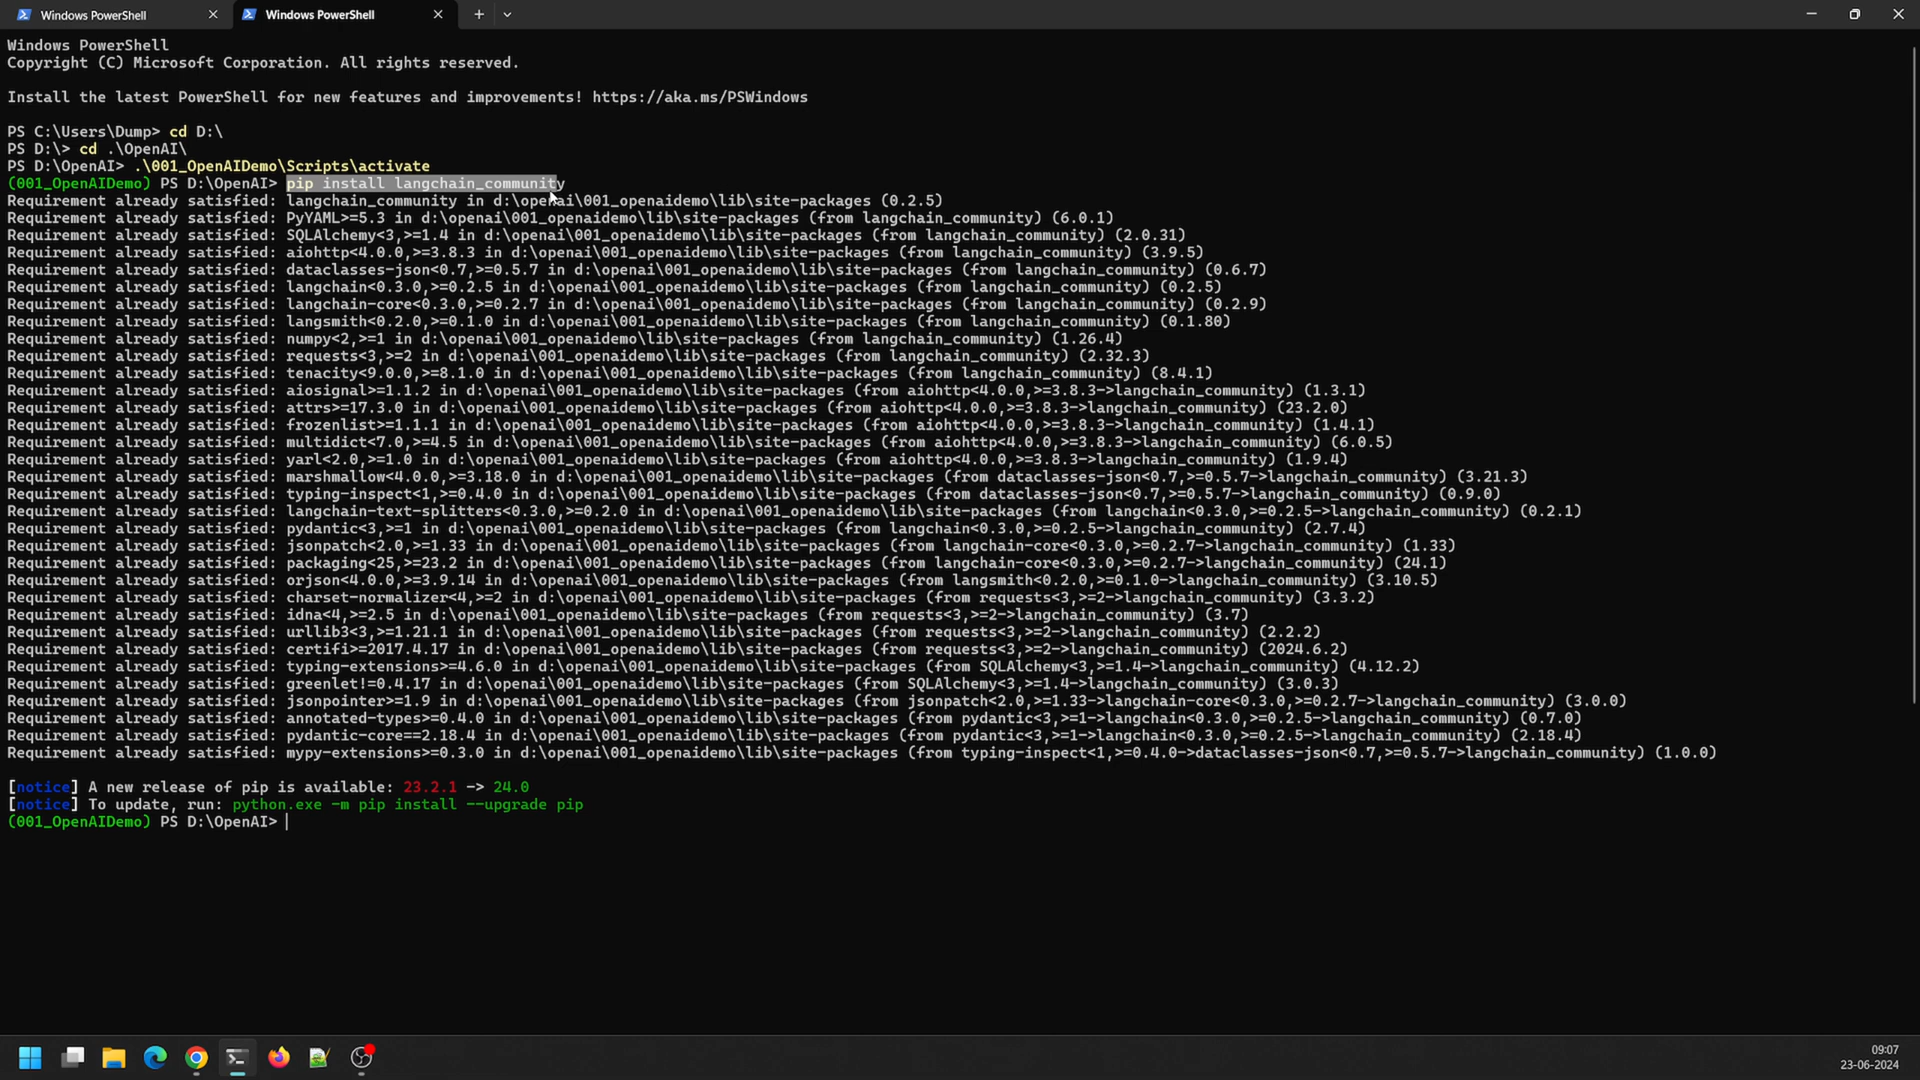 Windows PowerShell
Windows PowerShell
Windows PowerShell
Copyright (C) Microsoft Corporation. All rights reserved.
Install the latest PowerShell for new features and improvements! https://aka.ms/PSWindows
PS C:\Users\Dump> cd D:\
PS D:\> cd .\OpenAI\
PS D:\OpenAI> .\001_OpenAIDemo\Scripts\activate
(001_OpenAIDemo) PS D:\OpenAI> pip install langchain_community
Requirement already satisfied: langchain_community in d:\openai\001_openaidemo\lib\site-packages (0.2.5)
Requirement already satisfied: PyYAML>=5.3 in d:\openai\001_openaidemo\lib\site-packages (from langchain_community) (6.0.1)
Requirement already satisfied: SQLAlchemy<3,>=1.4 in d:\openai\001_openaidemo\lib\site-packages (from langchain_community) (2.0.31)
Requirement already satisfied: aiohttp<4.0.0,>=3.8.3 in d:\openai\001_openaidemo\lib\site-packages (from langchain_community) (3.9.5)
Requirement already satisfied: dataclasses-json<0.7,>=0.5.7 in d:\openai\001_openaidemo\lib\site-packages (from langchain_community) (0.6.7)
Requirement already satisfied: langchain<0.3.0,>=0.2.5 in d:\openai\001_openaidemo\lib\site-packages (from langchain_community) (0.2.5)
Requirement already satisfied: langchain-core<0.3.0,>=0.2.7 in d:\openai\001_openaidemo\lib\site-packages (from langchain_community) (0.2.9)
Requirement already satisfied: langsmith<0.2.0,>=0.1.0 in d:\openai\001_openaidemo\lib\site-packages (from langchain_community) (0.1.80)
Requirement already satisfied: numpy<2,>=1 in d:\openai\001_openaidemo\lib\site-packages (from langchain_community) (1.26.4)
Requirement already satisfied: requests<3,>=2 in d:\openai\001_openaidemo\lib\site-packages (from langchain_community) (2.32.3)
Requirement already satisfied: tenacity<9.0.0,>=8.1.0 in d:\openai\001_openaidemo\lib\site-packages (from langchain_community) (8.4.1)
Requirement already satisfied: aiosignal>=1.1.2 in d:\openai\001_openaidemo\lib\site-packages (from aiohttp<4.0.0,>=3.8.3->langchain_community) (1.3.1)
Requirement already satisfied: attrs>=17.3.0 in d:\openai\001_openaidemo\lib\site-packages (from aiohttp<4.0.0,>=3.8.3->langchain_community) (23.2.0)
Requirement already satisfied: frozenlist>=1.1.1 in d:\openai\001_openaidemo\lib\site-packages (from aiohttp<4.0.0,>=3.8.3->langchain_community) (1.4.1)
Requirement already satisfied: multidict<7.0,>=4.5 in d:\openai\001_openaidemo\lib\site-packages (from aiohttp<4.0.0,>=3.8.3->langchain_community) (6.0.5)
Requirement already satisfied: yarl<2.0,>=1.0 in d:\openai\001_openaidemo\lib\site-packages (from aiohttp<4.0.0,>=3.8.3->langchain_community) (1.9.4)
Requirement already satisfied: marshmallow<4.0.0,>=3.18.0 in d:\openai\001_openaidemo\lib\site-packages (from dataclasses-json<0.7,>=0.5.7->langchain_community) (3.21.3)
Requirement already satisfied: typing-inspect<1,>=0.4.0 in d:\openai\001_openaidemo\lib\site-packages (from dataclasses-json<0.7,>=0.5.7->langchain_community) (0.9.0)
Requirement already satisfied: langchain-text-splitters<0.3.0,>=0.2.0 in d:\openai\001_openaidemo\lib\site-packages (from langchain<0.3.0,>=0.2.5->langchain_community) (0.2.1)
Requirement already satisfied: pydantic<3,>=1 in d:\openai\001_openaidemo\lib\site-packages (from langchain<0.3.0,>=0.2.5->langchain_community) (2.7.4)
Requirement already satisfied: jsonpatch<2.0,>=1.33 in d:\openai\001_openaidemo\lib\site-packages (from langchain-core<0.3.0,>=0.2.7->langchain_community) (1.33)
Requirement already satisfied: packaging<25,>=23.2 in d:\openai\001_openaidemo\lib\site-packages (from langchain-core<0.3.0,>=0.2.7->langchain_community) (24.1)
Requirement already satisfied: orjson<4.0.0,>=3.9.14 in d:\openai\001_openaidemo\lib\site-packages (from langsmith<0.2.0,>=0.1.0->langchain_community) (3.10.5)
Requirement already satisfied: charset-normalizer<4,>=2 in d:\openai\001_openaidemo\lib\site-packages (from requests<3,>=2->langchain_community) (3.3.2)
Requirement already satisfied: idna<4,>=2.5 in d:\openai\001_openaidemo\lib\site-packages (from requests<3,>=2->langchain_community) (3.7)
Requirement already satisfied: urllib3<3,>=1.21.1 in d:\openai\001_openaidemo\lib\site-packages (from requests<3,>=2->langchain_community) (2.2.2)
Requirement already satisfied: certifi>=2017.4.17 in d:\openai\001_openaidemo\lib\site-packages (from requests<3,>=2->langchain_community) (2024.6.2)
Requirement already satisfied: typing-extensions>=4.6.0 in d:\openai\001_openaidemo\lib\site-packages (from SQLAlchemy<3,>=1.4->langchain_community) (4.12.2)
Requirement already satisfied: greenlet!=0.4.17 in d:\openai\001_openaidemo\lib\site-packages (from SQLAlchemy<3,>=1.4->langchain_community) (3.0.3)
Requirement already satisfied: jsonpointer>=1.9 in d:\openai\001_openaidemo\lib\site-packages (from jsonpatch<2.0,>=1.33->langchain-core<0.3.0,>=0.2.7->langchain_community) (3.0.0)
Requirement already satisfied: annotated-types>=0.4.0 in d:\openai\001_openaidemo\lib\site-packages (from pydantic<3,>=1->langchain<0.3.0,>=0.2.5->langchain_community) (0.7.0)
Requirement already satisfied: pydantic-core==2.18.4 in d:\openai\001_openaidemo\lib\site-packages (from pydantic<3,>=1->langchain<0.3.0,>=0.2.5->langchain_community) (2.18.4)
Requirement already satisfied: mypy-extensions>=0.3.0 in d:\openai\001_openaidemo\lib\site-packages (from typing-inspect<1,>=0.4.0->dataclasses-json<0.7,>=0.5.7->langchain_community) (1.0.0)
[notice] A new release of pip is available: 23.2.1 -> 24.0
[notice] To update, run: python.exe -m pip install --upgrade pip
(001_OpenAIDemo) PS D:\OpenAI>
09:07
23-06-2024